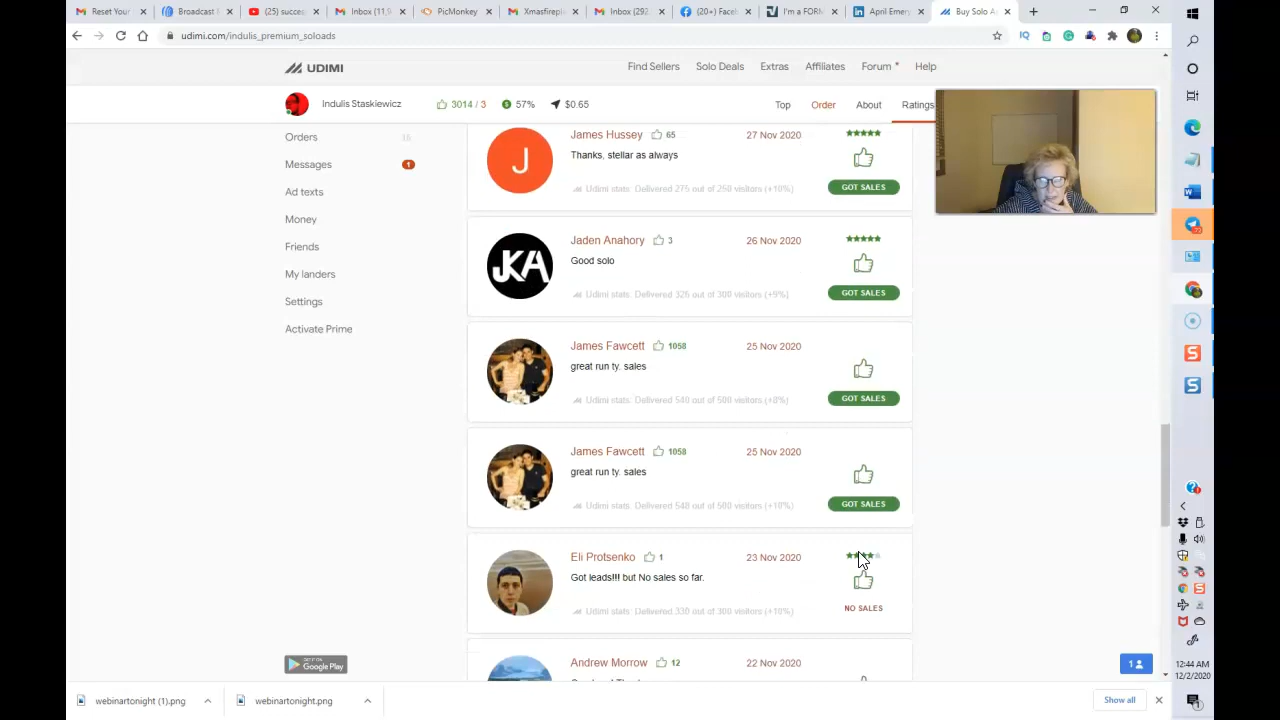 Reset Your
Broadcast
(25) succes
Inbox (11,9
PicMonkey
Xmasfirepl
Inbox (292
(20+) Face
I'm a FORM
April Emer
Buy Solo A
udimi.com/indulis_premium_soloads
UDIMI
Find Sellers
Solo Deals
Extras
Affiliates
Forum
Help
Indulis Staskiewicz
3014 / 3
57%
$0.65
Top
Order
About
Ratings
Orders
Messages
1
Ad texts
Money
Friends
My landers
Settings
Activate Prime
James Hussey 65
27 Nov 2020
Thanks, stellar as always
Udimi stats: Delivered 275 out of 250 visitors (+10%)
GOT SALES
J
Jaden Anahory 3
26 Nov 2020
Good solo
Udimi stats: Delivered 326 out of 300 visitors (+9%)
GOT SALES
JKA
James Fawcett 1058
25 Nov 2020
great run ty. sales
Udimi stats: Delivered 540 out of 500 visitors (+8%)
GOT SALES
James Fawcett 1058
25 Nov 2020
great run ty. sales
Udimi stats: Delivered 548 out of 500 visitors (+10%)
GOT SALES
Eli Protsenko 1
23 Nov 2020
Got leads!!! but No sales so far.
Udimi stats: Delivered 330 out of 300 visitors (+10%)
NO SALES
Andrew Morrow 12
22 Nov 2020
Google Play
1
webinartonight (1).png
webinartonight.png
Show all
12:44 AM
12/2/2020